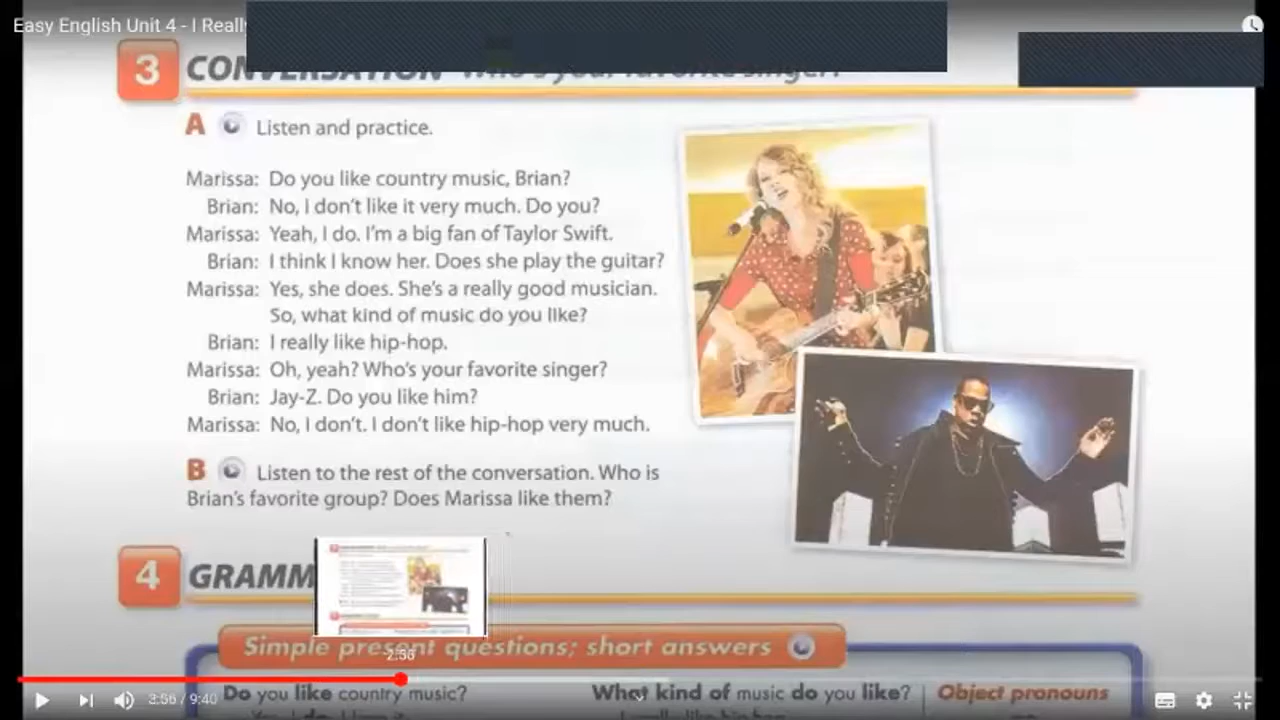 Easy English Unit 4 - I Really
3 CONVERSATION Who's your favorite singer?
A Listen and practice.
Marissa: Do you like country music, Brian?
Brian: No, I don't like it very much. Do you?
Marissa: Yeah, I do. I'm a big fan of Taylor Swift.
Brian: I think I know her. Does she play the guitar?
Marissa: Yes, she does. She's a really good musician.
So, what kind of music do you like?
Brian: I really like hip-hop.
Marissa: Oh, yeah? Who's your favorite singer?
Brian: Jay-Z. Do you like him?
Marissa: No, I don't. I don't like hip-hop very much.
B Listen to the rest of the conversation. Who is
Brian's favorite group? Does Marissa like them?
4 GRAMM
Simple present questions; short answers
Do you like country music? What kind of music do you like? Object pronouns
/ 9:40